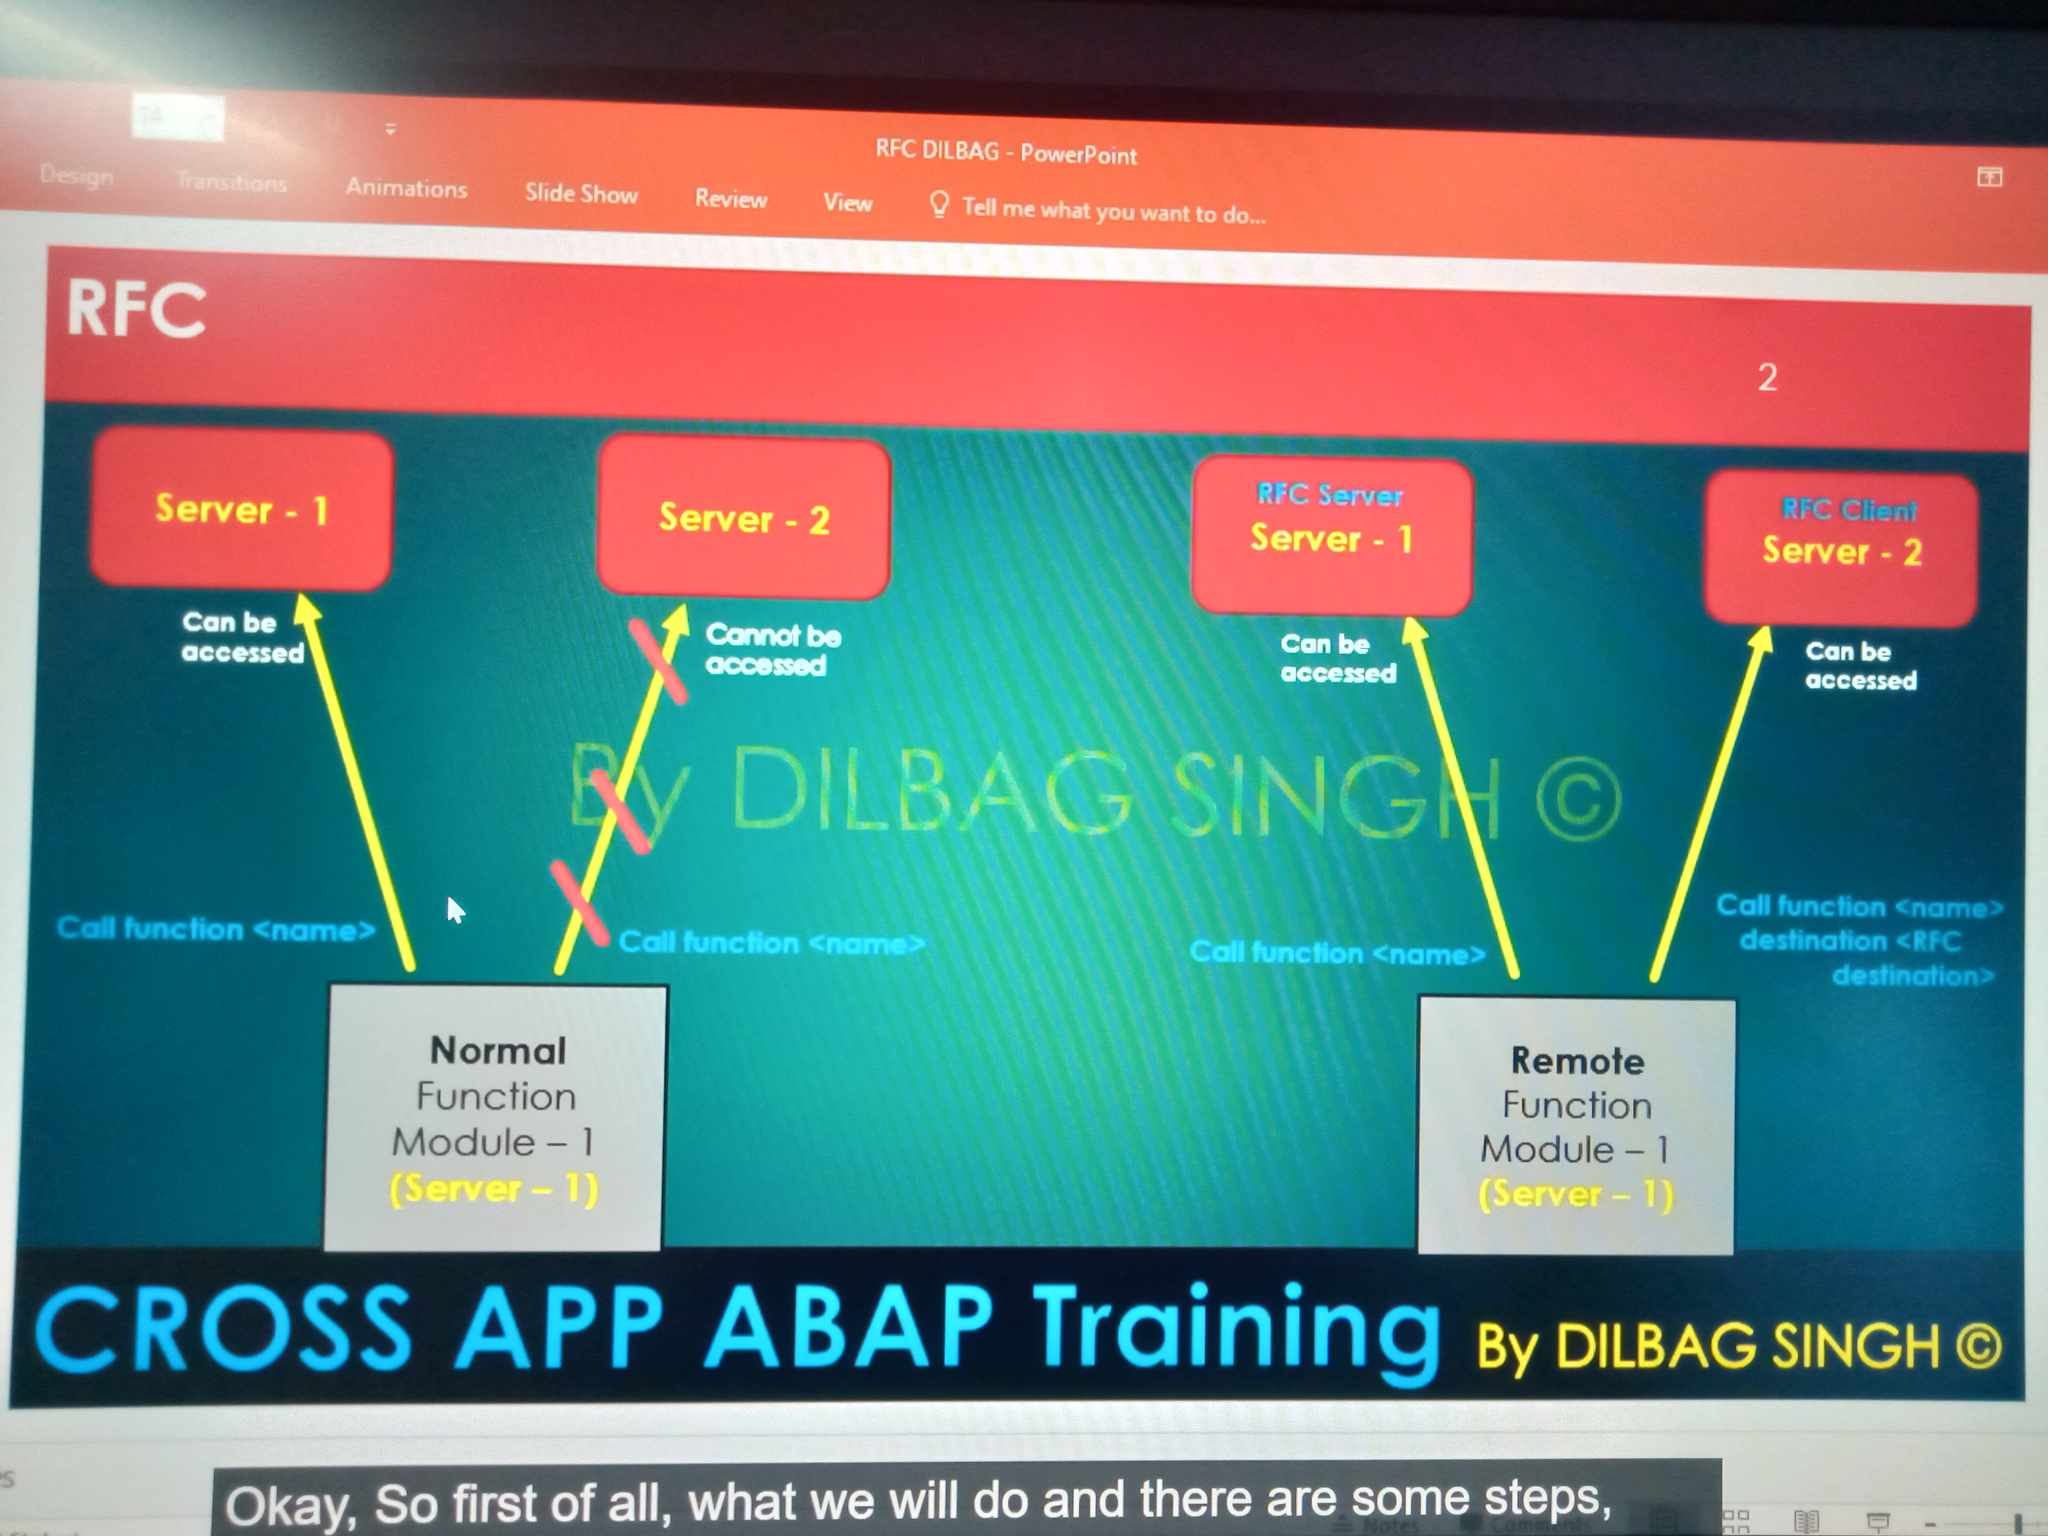 RFC DILBAG - PowerPoint
Design Transitions Animations Slide Show Review View Tell me what you want to do...
RFC
2
Server - 1
Server - 2
RFC Server
Server - 1
RFC Client
Server - 2
Can be
accessed
Cannot be
accessed
Can be
accessed
Can be
accessed
By DILBAG SINGH ©
Call function <name>
Call function <name>
Call function <name>
Call function <name>
destination <RFC
destination>
Normal
Function
Module – 1
(Server – 1)
Remote
Function
Module – 1
(Server – 1)
CROSS APP ABAP Training By DILBAG SINGH ©
Okay, So first of all, what we will do and there are some steps,
Notes Comments